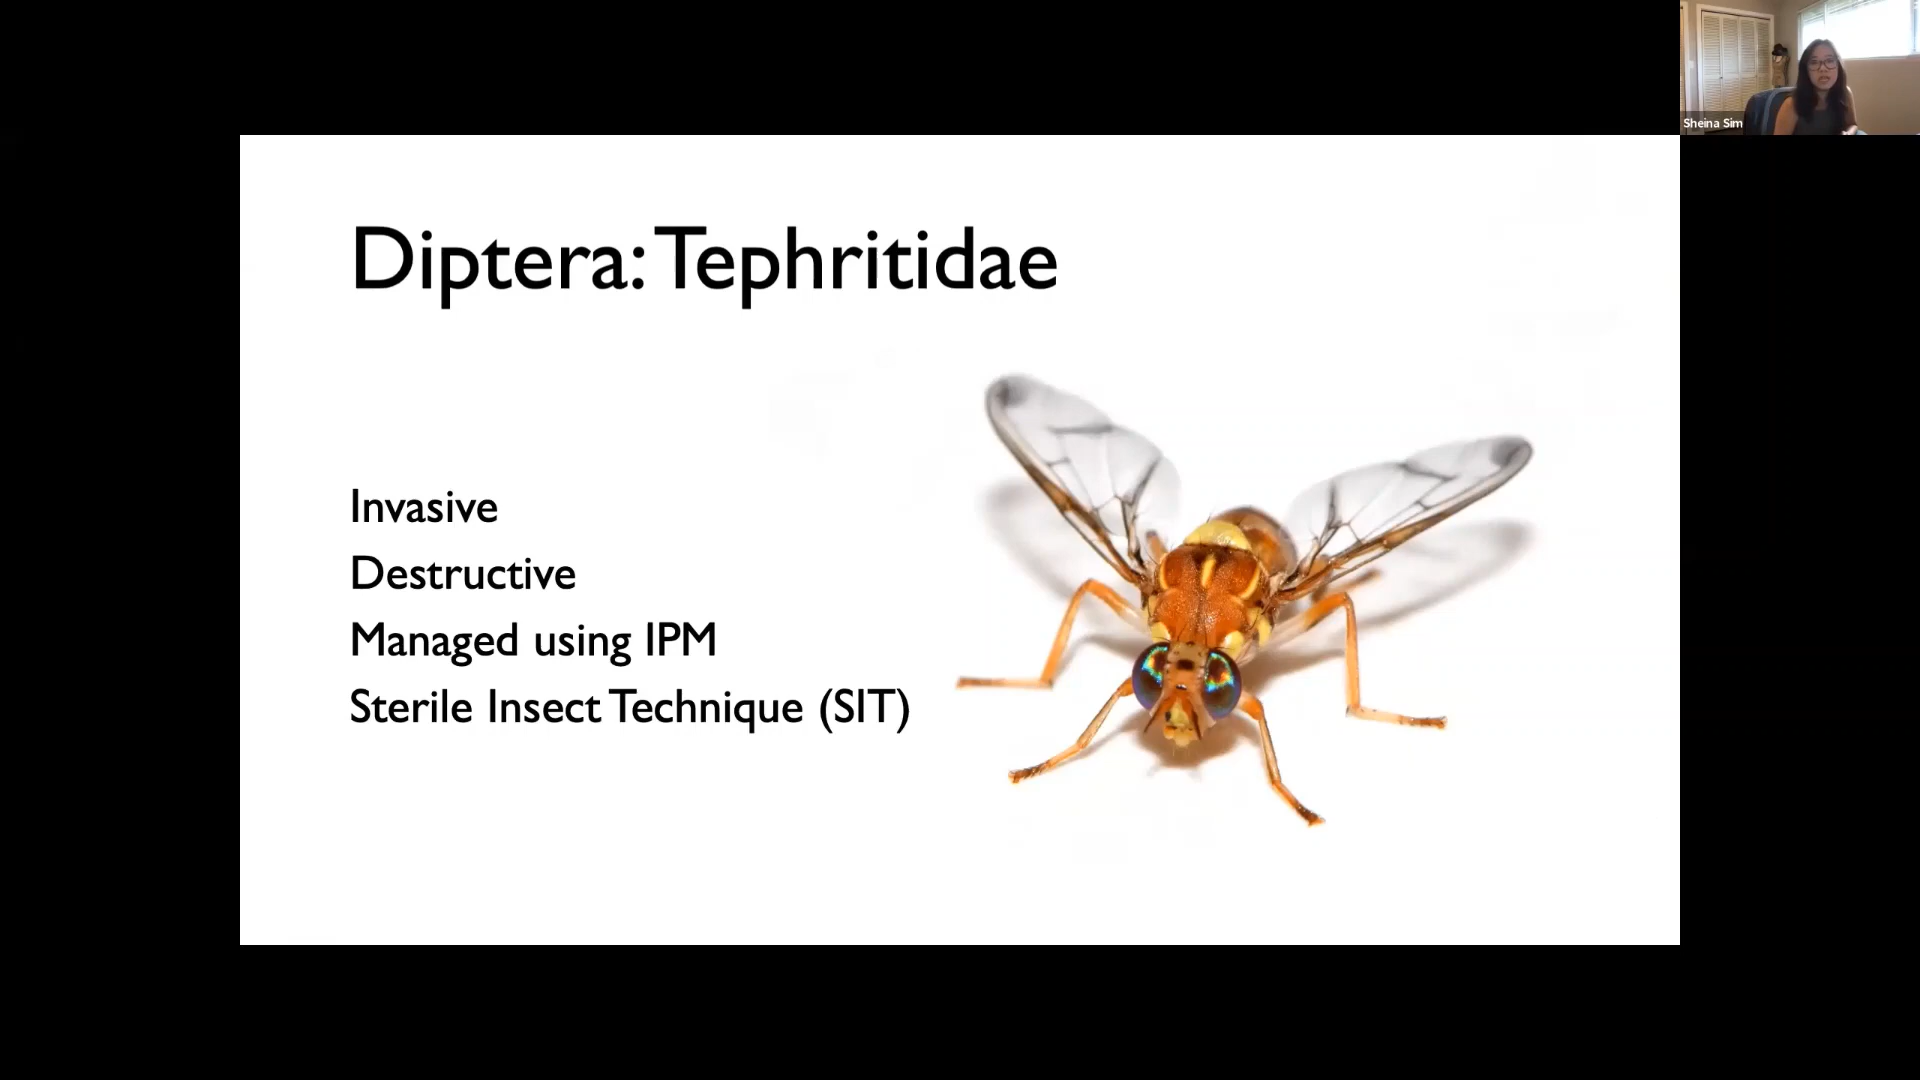 Sheina Sim
Diptera: Tephritidae
Invasive
Destructive
Managed using IPM
Sterile Insect Technique (SIT)